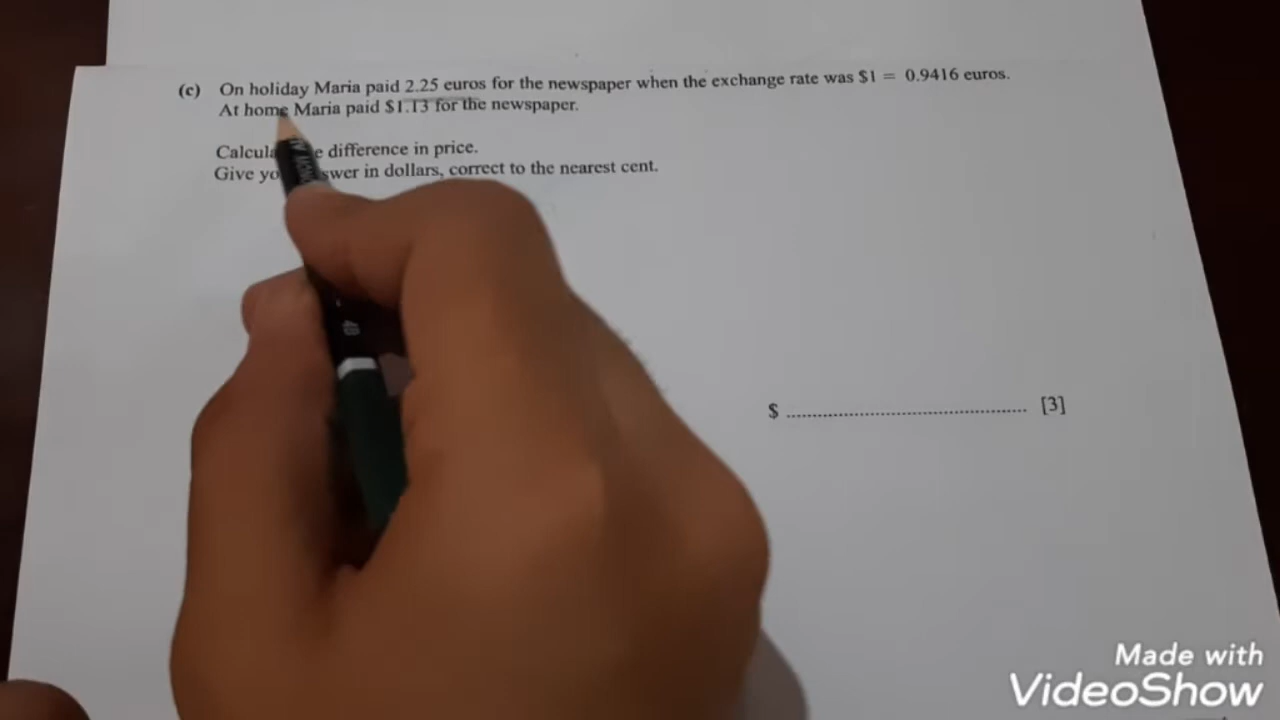 (c) On holiday Maria paid 2.25 euros for the newspaper when the exchange rate was $1 = 0.9416 euros.
At home Maria paid $1.13 for the newspaper.
Calcula e difference in price.
Give yo swer in dollars, correct to the nearest cent.
$ ................................................ [3]
Made with
VideoShow